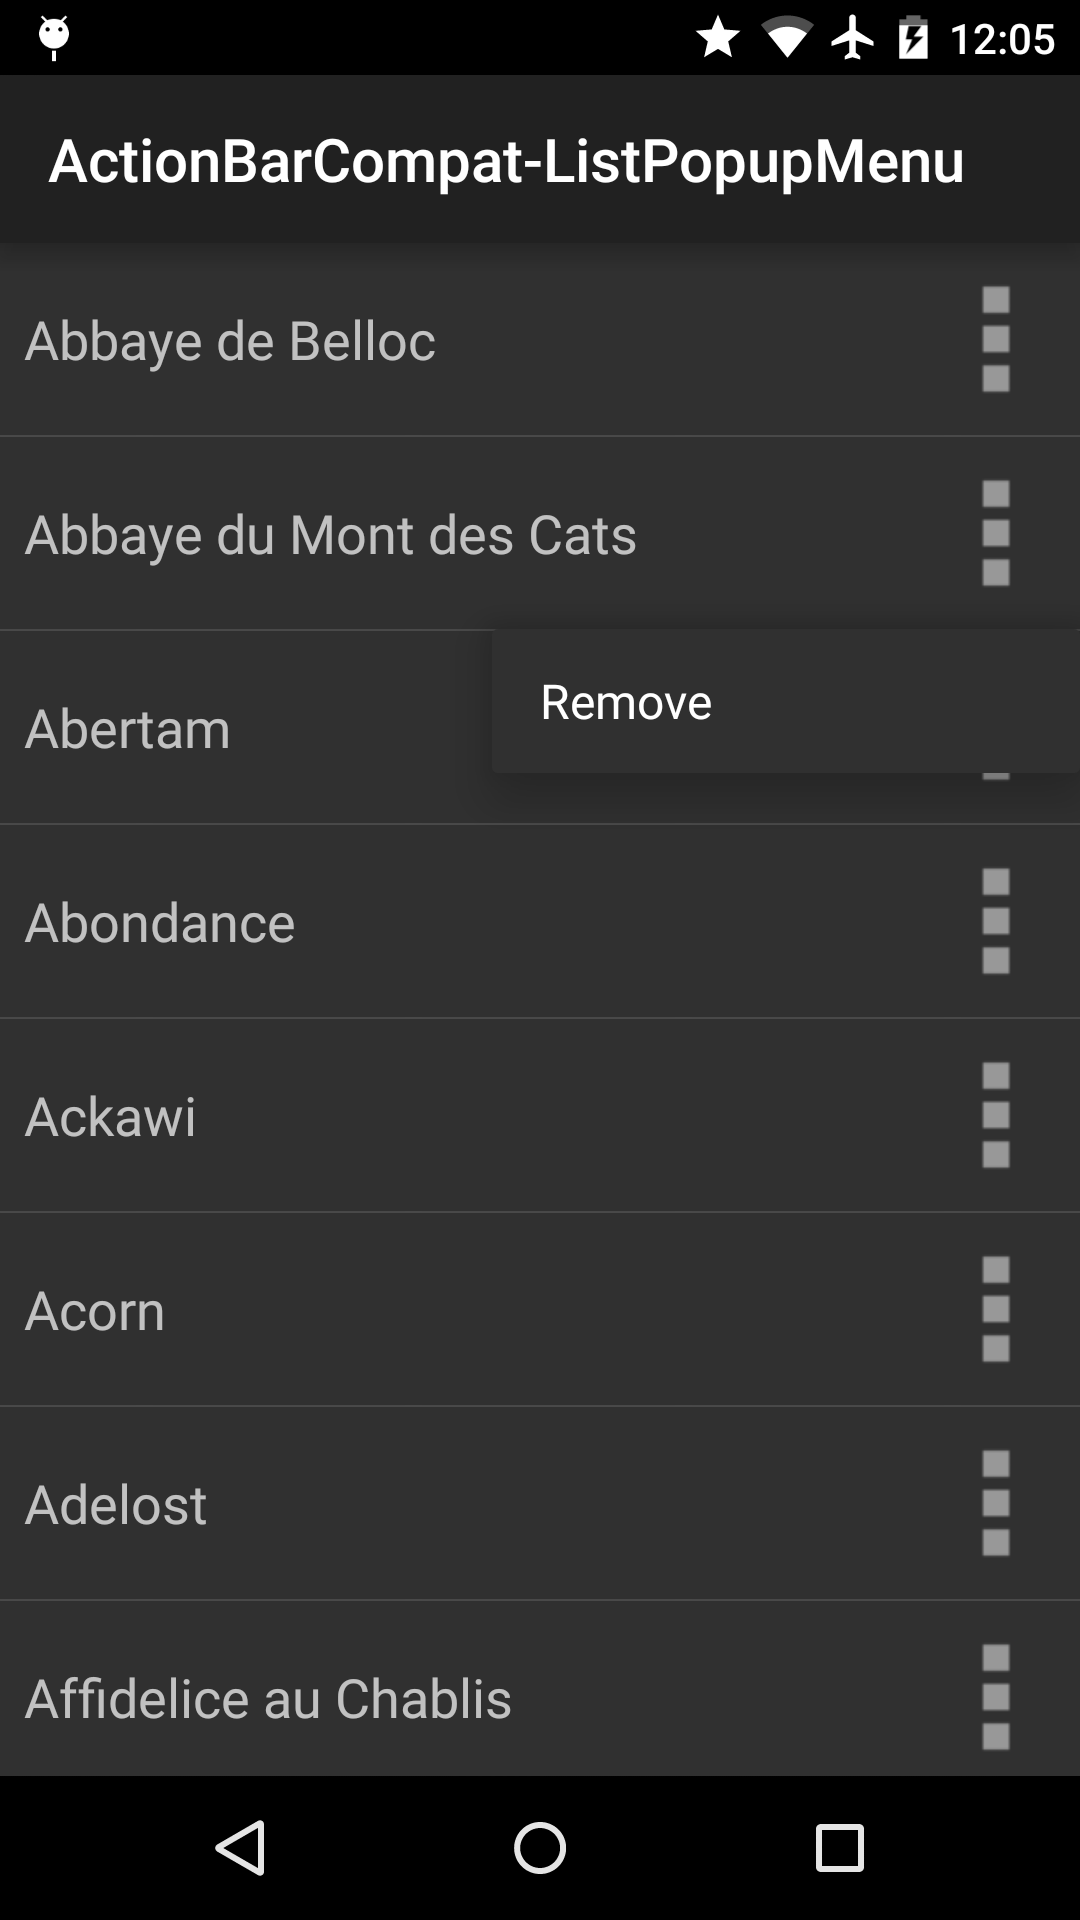 12:05
ActionBarCompat-ListPopupMenu
Abbaye de Belloc
Abbaye du Mont des Cats
Remove
Abertam
Abondance
Ackawi
Acorn
Adelost
Affidelice au Chablis